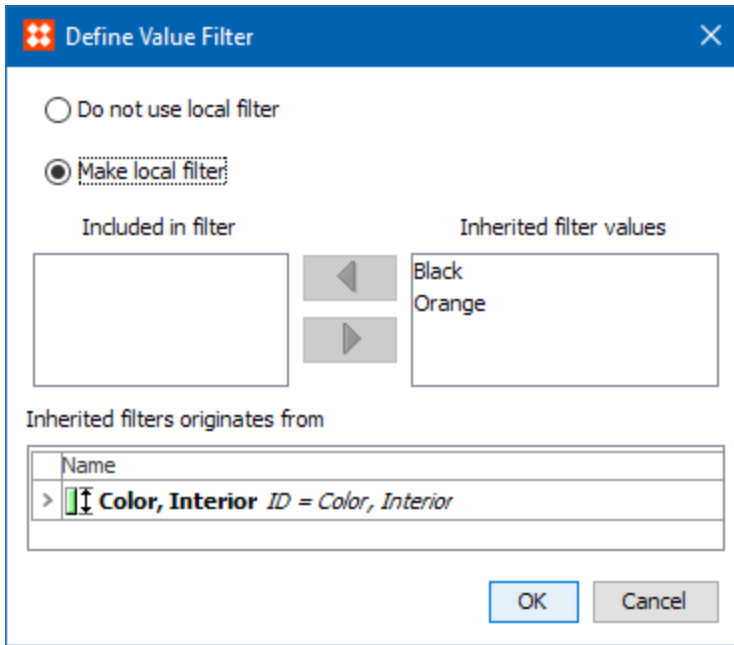 Define Value Filter
Do not use local filter
Make local filter
Included in filter
Inherited filter values
Black
Orange
Inherited filters originates from
Name
Color, Interior ID = Color, Interior
OK
Cancel